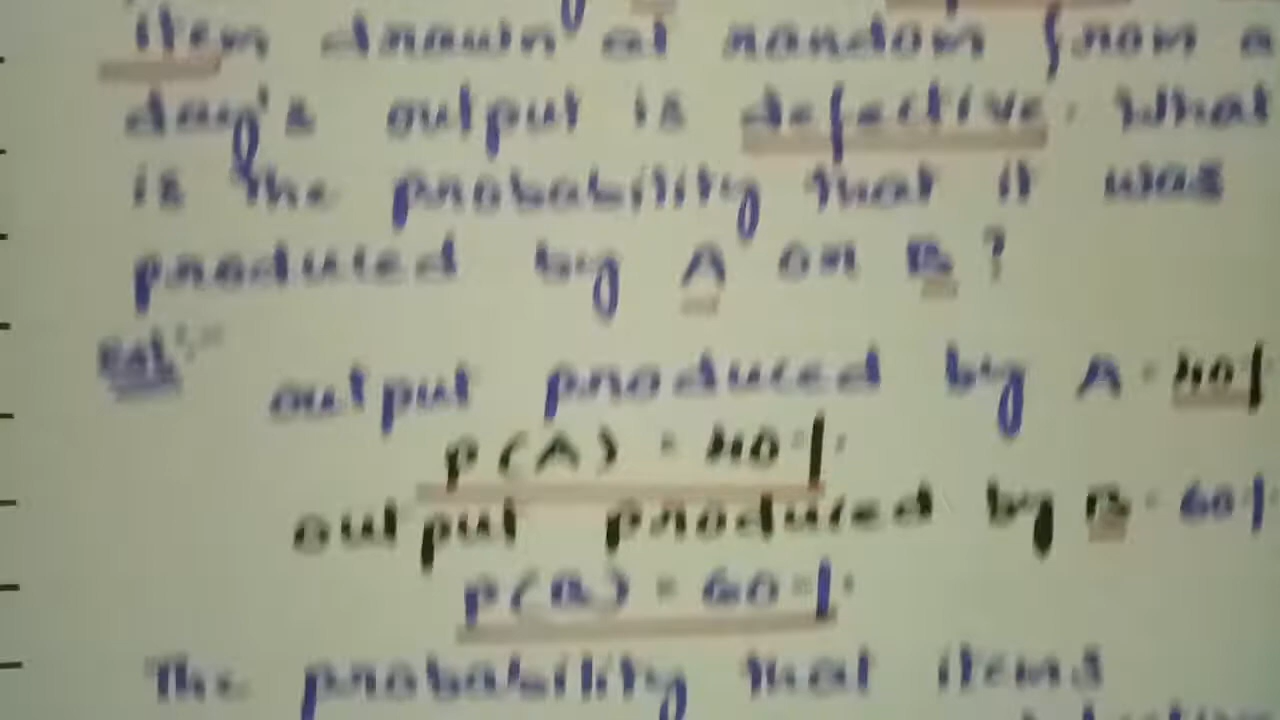 item drawn at random from a
day's output is defective. What
is the probability that it was
produced by A or B ?
Sol:-
output produced by A = 40%
P(A) = 40%.
output produced by B = 60%
P(B) = 60%.
The probability that items